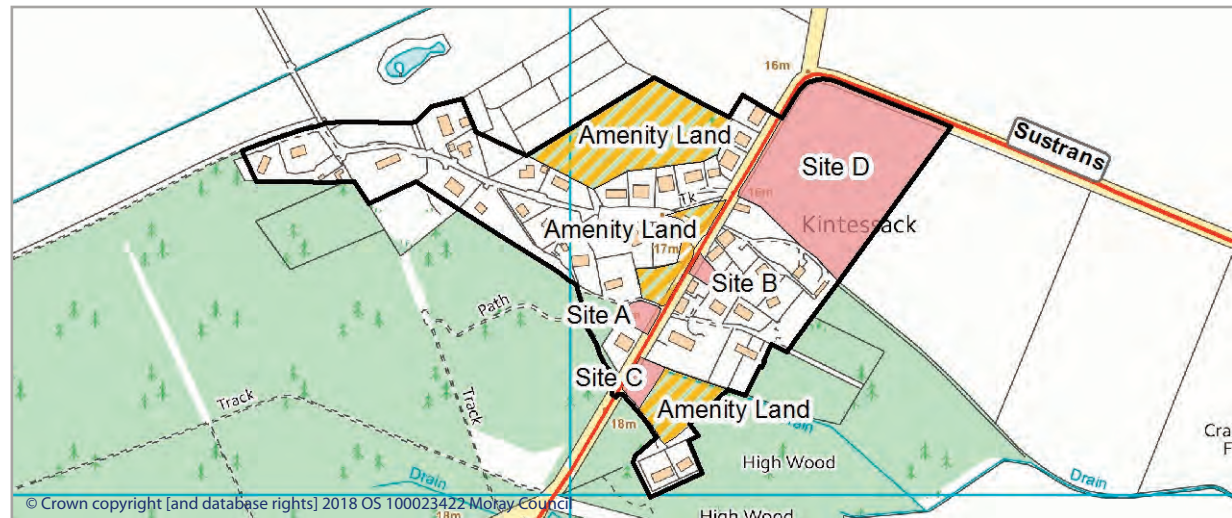 16m
Sustrans
Amenity Land
Site D
Tk
16m
Kintessack
Amenity Land
17m
Site B
Path
Site A
Site C
Track
Track
Amenity Land
18m
Drain
High Wood
Drain
Drain
High Wood
18m
© Crown copyright [and database rights] 2018 OS 100023422 Moray Council